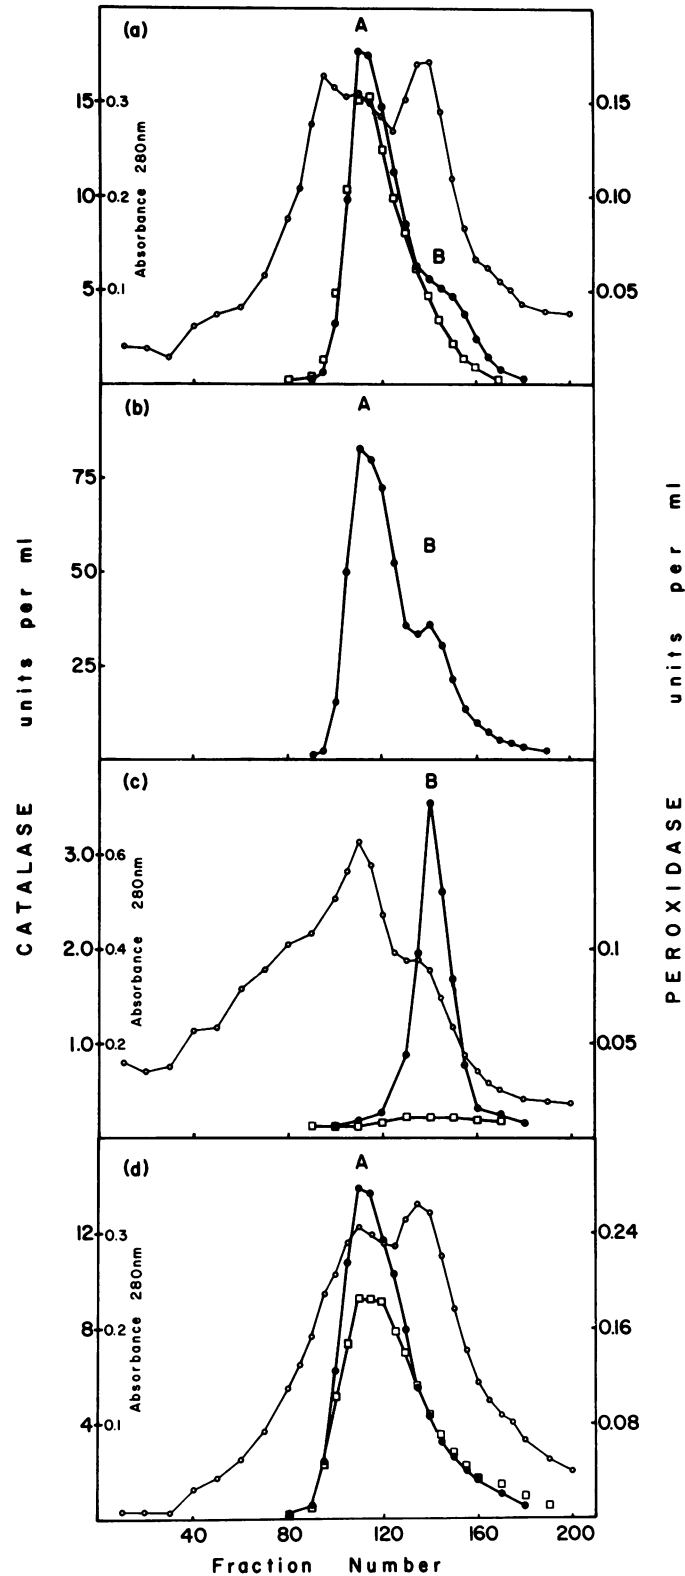 (a)
A
B
15
10
5
0.3
0.2
0.1
Absorbance 280nm
0.15
0.10
0.05
(b)
A
B
75
50
25
(c)
B
3.0
2.0
1.0
0.6
0.4
0.2
Absorbance 280nm
0.1
0.05
(d)
A
12
8
4
0.3
0.2
0.1
Absorbance 280nm
0.24
0.16
0.08
CATALASE units per ml
PEROXIDASE units per ml
40 80 120 160 200
Fraction Number